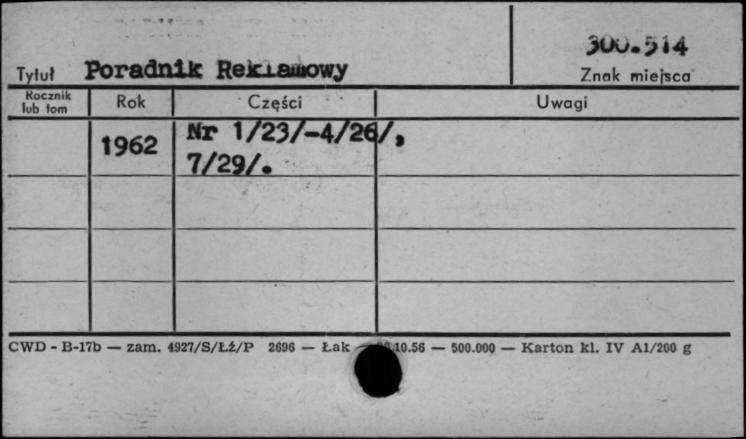 300.514
Tytuł Poradnik Reklamowy Znak miejsca
Rocznik lub tom Rok Części Uwagi
1962 Nr 1/23/-4/26/,
7/29/.
CWD - B-17b — zam. 4927/S/Łź/P 2696 — Łak 10.56 — 500.000 — Karton kl. IV A1/200 g